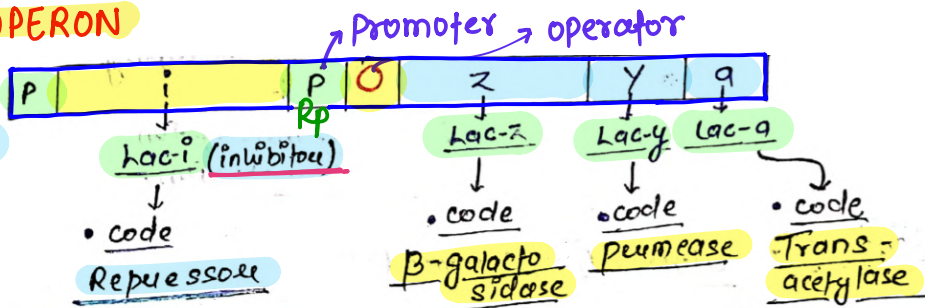 OPERON
Promoter
operator
P i P O z y a
Rp
Lac-i (inhibitor)
Lac-z
Lac-y
Lac-a
• code
Repressor
• code
β-galacto
sidase
• code
permease
• code
Trans-
acetylase